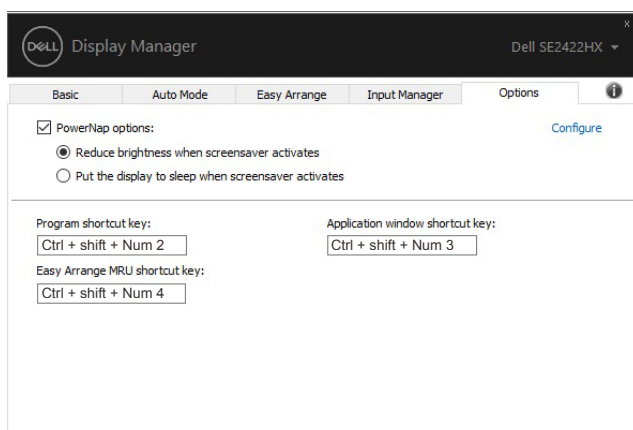 x
DELL Display Manager Dell SE2422HX
Basic Auto Mode Easy Arrange Input Manager Options i
PowerNap options: Configure
Reduce brightness when screensaver activates
Put the display to sleep when screensaver activates
Program shortcut key: Application window shortcut key:
Ctrl + shift + Num 2 Ctrl + shift + Num 3
Easy Arrange MRU shortcut key:
Ctrl + shift + Num 4